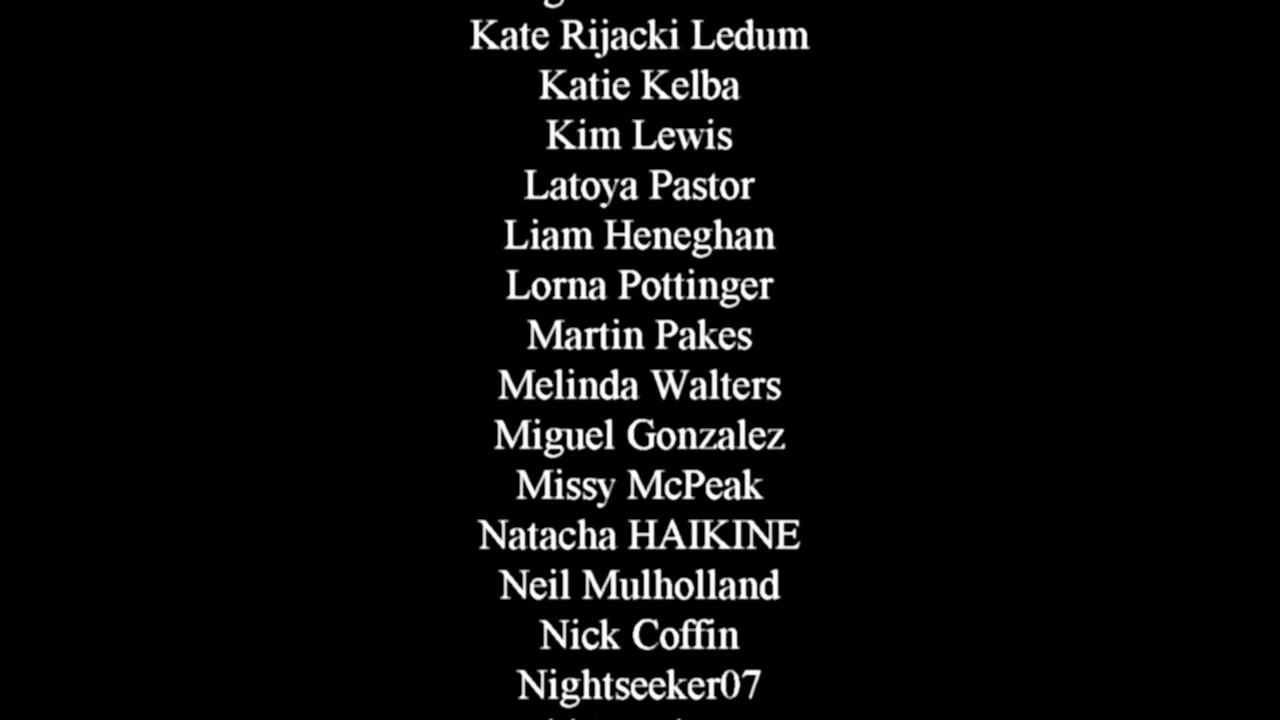 Kate Rijacki Ledum
Katie Kelba
Kim Lewis
Latoya Pastor
Liam Heneghan
Lorna Pottinger
Martin Pakes
Melinda Walters
Miguel Gonzalez
Missy McPeak
Natacha HAIKINE
Neil Mulholland
Nick Coffin
Nightseeker07